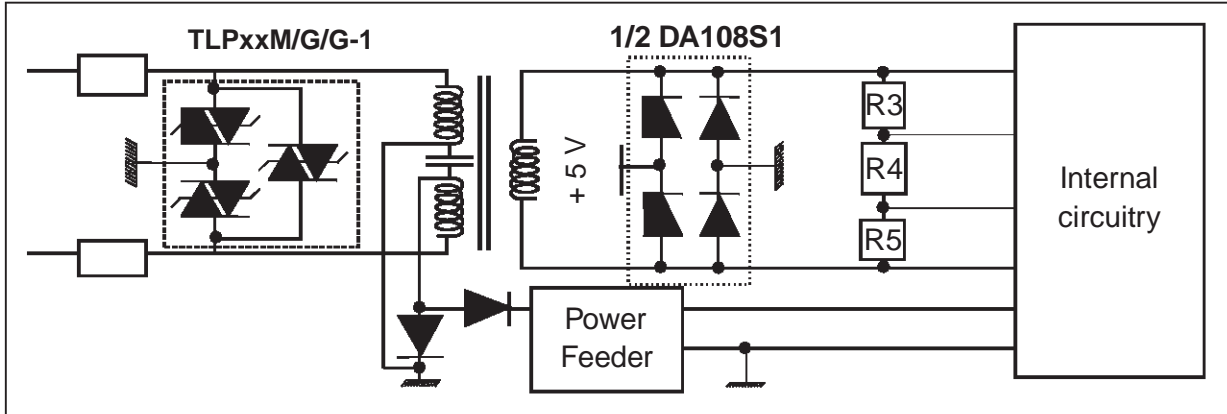 TLPxxM/G/G-1
1/2 DA108S1
+ 5 V
R3
R4
R5
Internal
circuitry
Power
Feeder